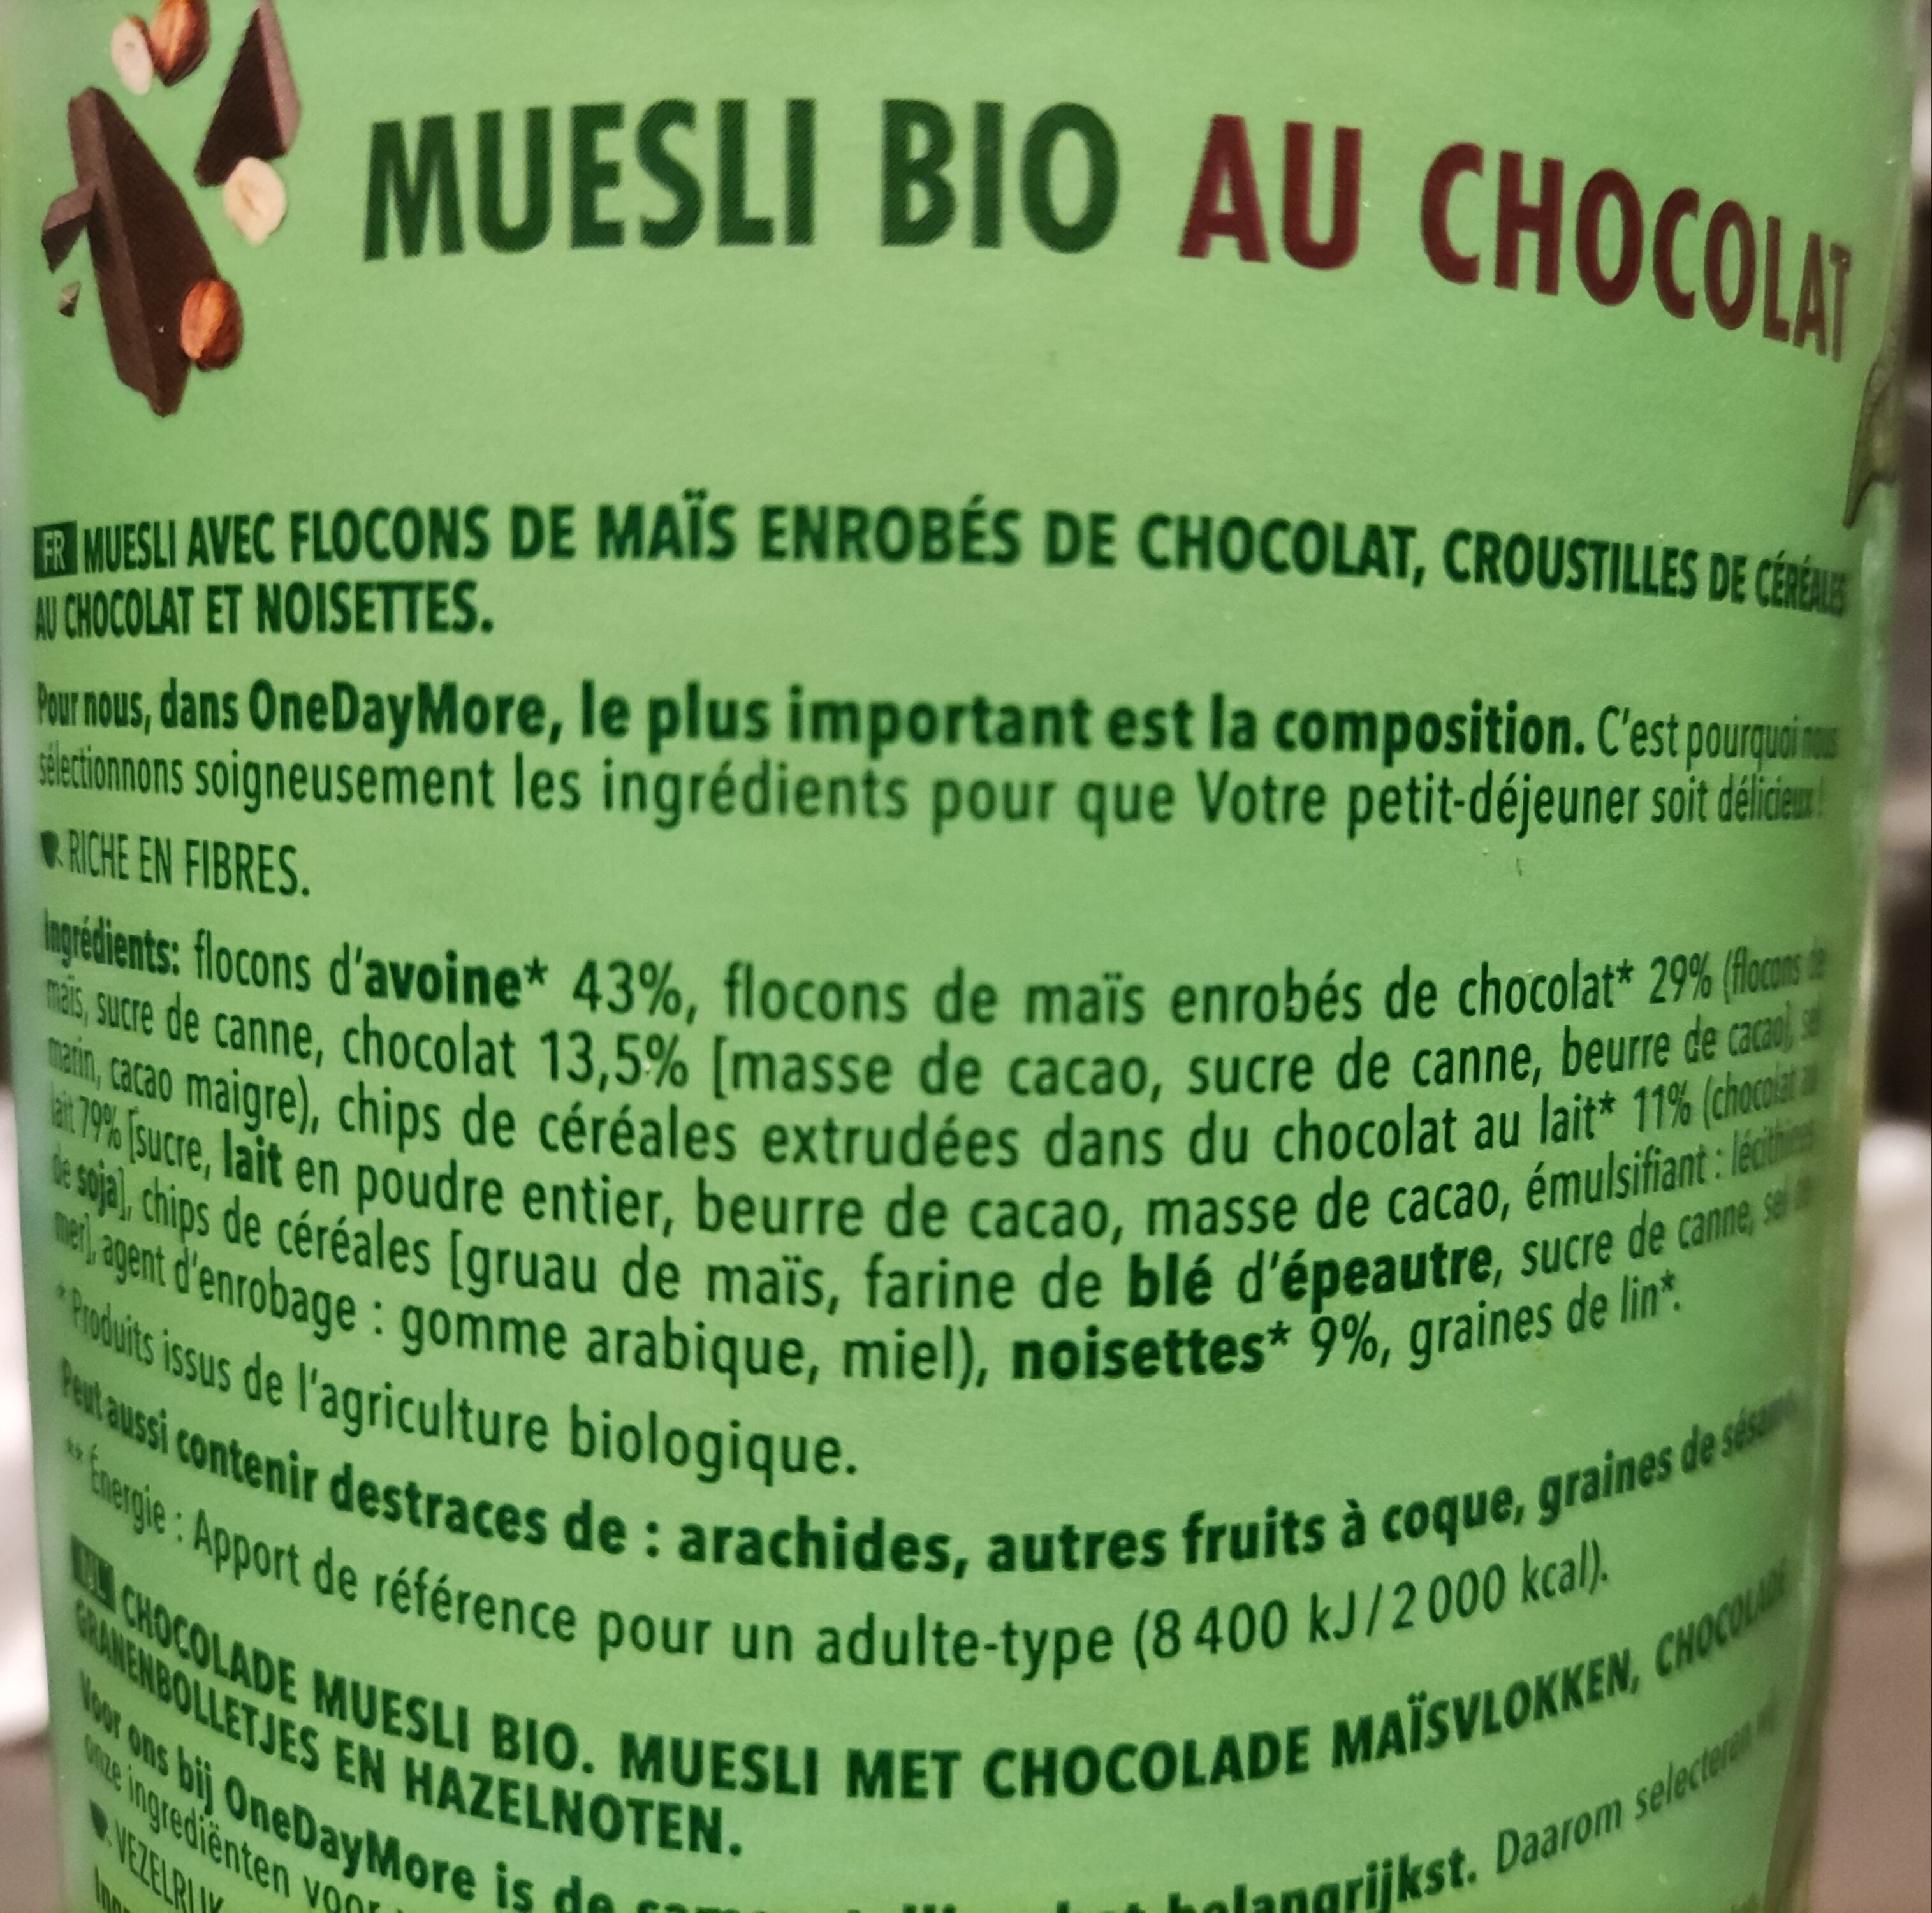 MUESLI BIO AU CHOCOLAT
FR MUESLI AVEC FLOCONS DE MAÏS ENROBÉS DE CHOCOLAT, CROUSTILLES DE CÉRÉALES
AU CHOCOLAT ET NOISETTES.
Pour nous, dans OneDayMore, le plus important est la composition. C'est pourquoi nous
sélectionnons soigneusement les ingrédients pour que Votre petit-déjeuner soit délicieux !
RICHE EN FIBRES.
Ingrédients: flocons d'avoine* 43%, flocons de maïs enrobés de chocolat* 29% (flocons de
maïs, sucre de canne, chocolat 13,5% [masse de cacao, sucre de canne, beurre de cacao], sel
marin, cacao maigre), chips de céréales extrudées dans du chocolat au lait* 11% (chocolat au
lait 79% [sucre, lait en poudre entier, beurre de cacao, masse de cacao, émulsifiant : lécithines
de soja], chips de céréales [gruau de maïs, farine de blé d'épeautre, sucre de canne, sel de
mer], agent d'enrobage : gomme arabique, miel), noisettes* 9%, graines de lin*.
* Produits issus de l'agriculture biologique.
Peut aussi contenir destraces de : arachides, autres fruits à coque, graines de sésame.
** Énergie : Apport de référence pour un adulte-type (8 400 kJ/2 000 kcal).
CHOCOLADE MUESLI BIO. MUESLI MET CHOCOLADE MAÏSVLOKKEN, CHOCOLADE
GRANENBOLLETJES EN HAZELNOTEN.
Voor ons bij OneDayMore is de belangrijkst. Daarom selecteren wij
onze ingrediënten voor
VEZELRIJK